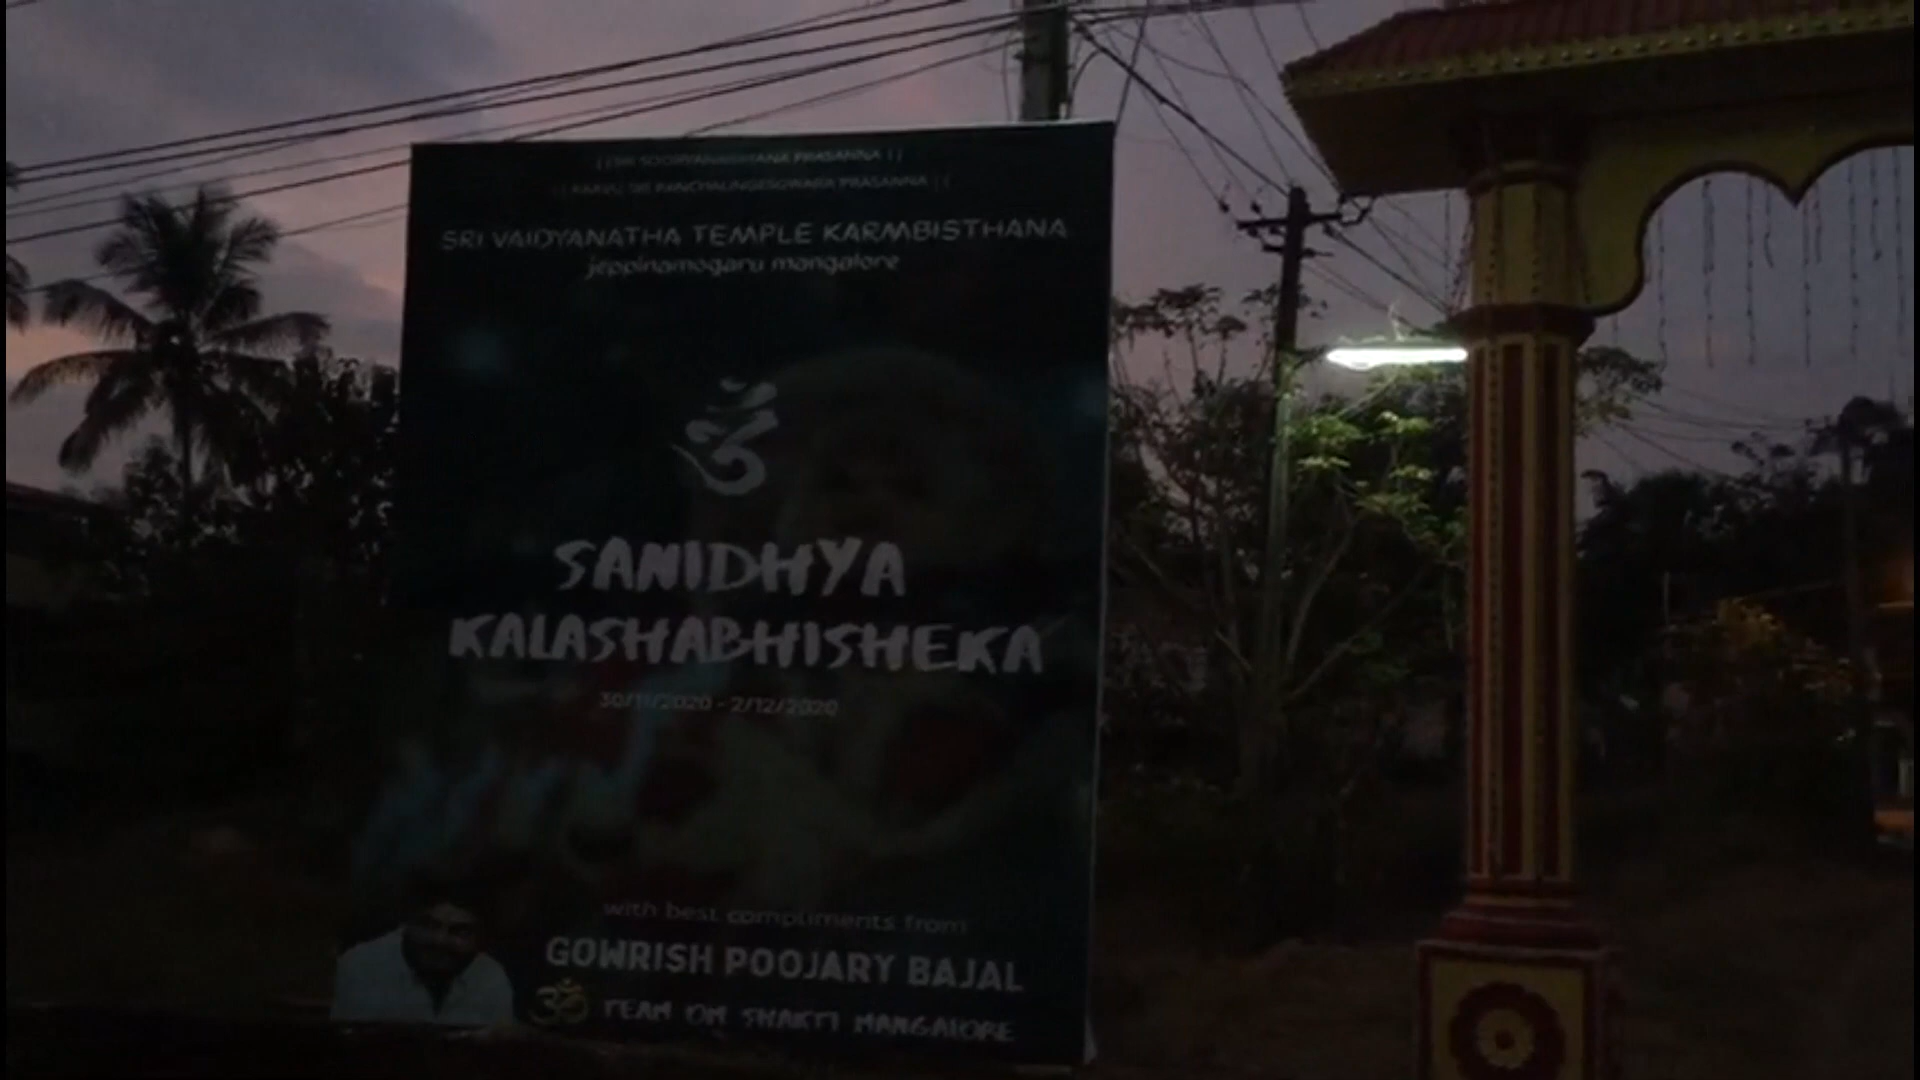 SRI VAIDYANATHA TEMPLE KARMBISTHANA
jeppinamogaru mangalore
ॐ
SANIDHYA
KALASHABHISHEKA
30/11/2020 - 2/12/2020
with best compliments from
GOWRISH POOJARY BAJAL
ॐ TEAM OM SHAKTI MANGALORE